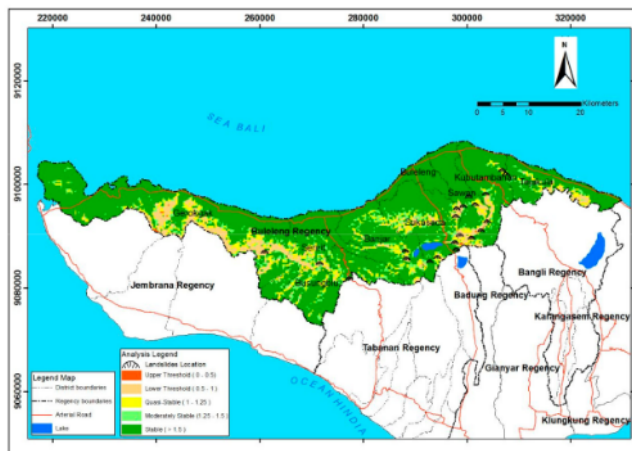 220000 240000 260000 280000 300000 320000
9120000
9100000
9080000
9060000
N
0 5 10 20
Kilometers
SEA BALI
Buleleng
Kubutambahan
Tejakula
Sawan
Sukasada
Gerokgak
Buleleng Regency
Seririt
Banjar
Busungbiu
Jembrana Regency
Bangli Regency
Badung Regency
Karangasem Regency
Tabanan Regency
Gianyar Regency
Klungkung Regency
OCEAN HINDIA
Legend Map
District boundaries
Regency boundaries
Arterial Road
Lake
Analysis Legend
Landslides Location
Upper Threshold ( 0 - 0.5)
Lower Threshold ( 0.5 - 1 )
Quasi-Stable ( 1 - 1.25 )
Moderately Stable (1.25 - 1.5 )
Stable ( > 1.5 )